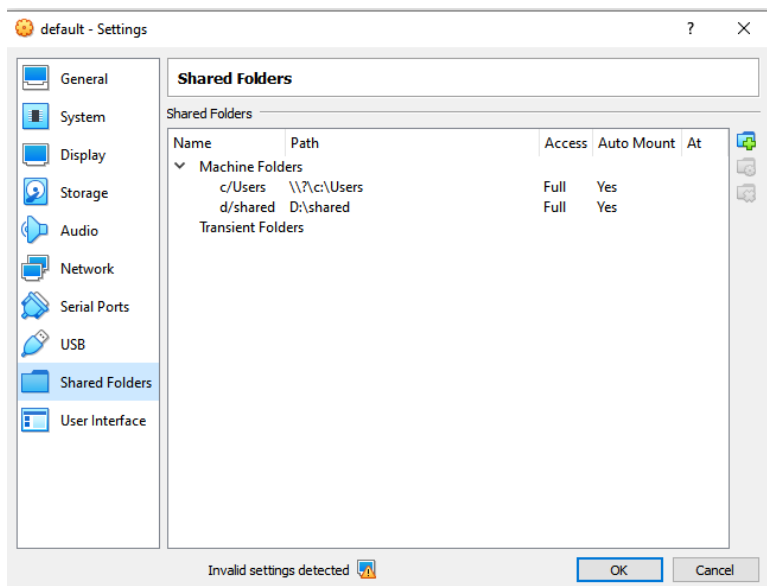 default - Settings ?
General
System
Display
Storage
Audio
Network
Serial Ports
USB
Shared Folders
User Interface
Shared Folders
Shared Folders
Name Path Access Auto Mount At
Machine Folders
c/Users \\?\c:\Users Full Yes
d/shared D:\shared Full Yes
Transient Folders
Invalid settings detected
OK Cancel